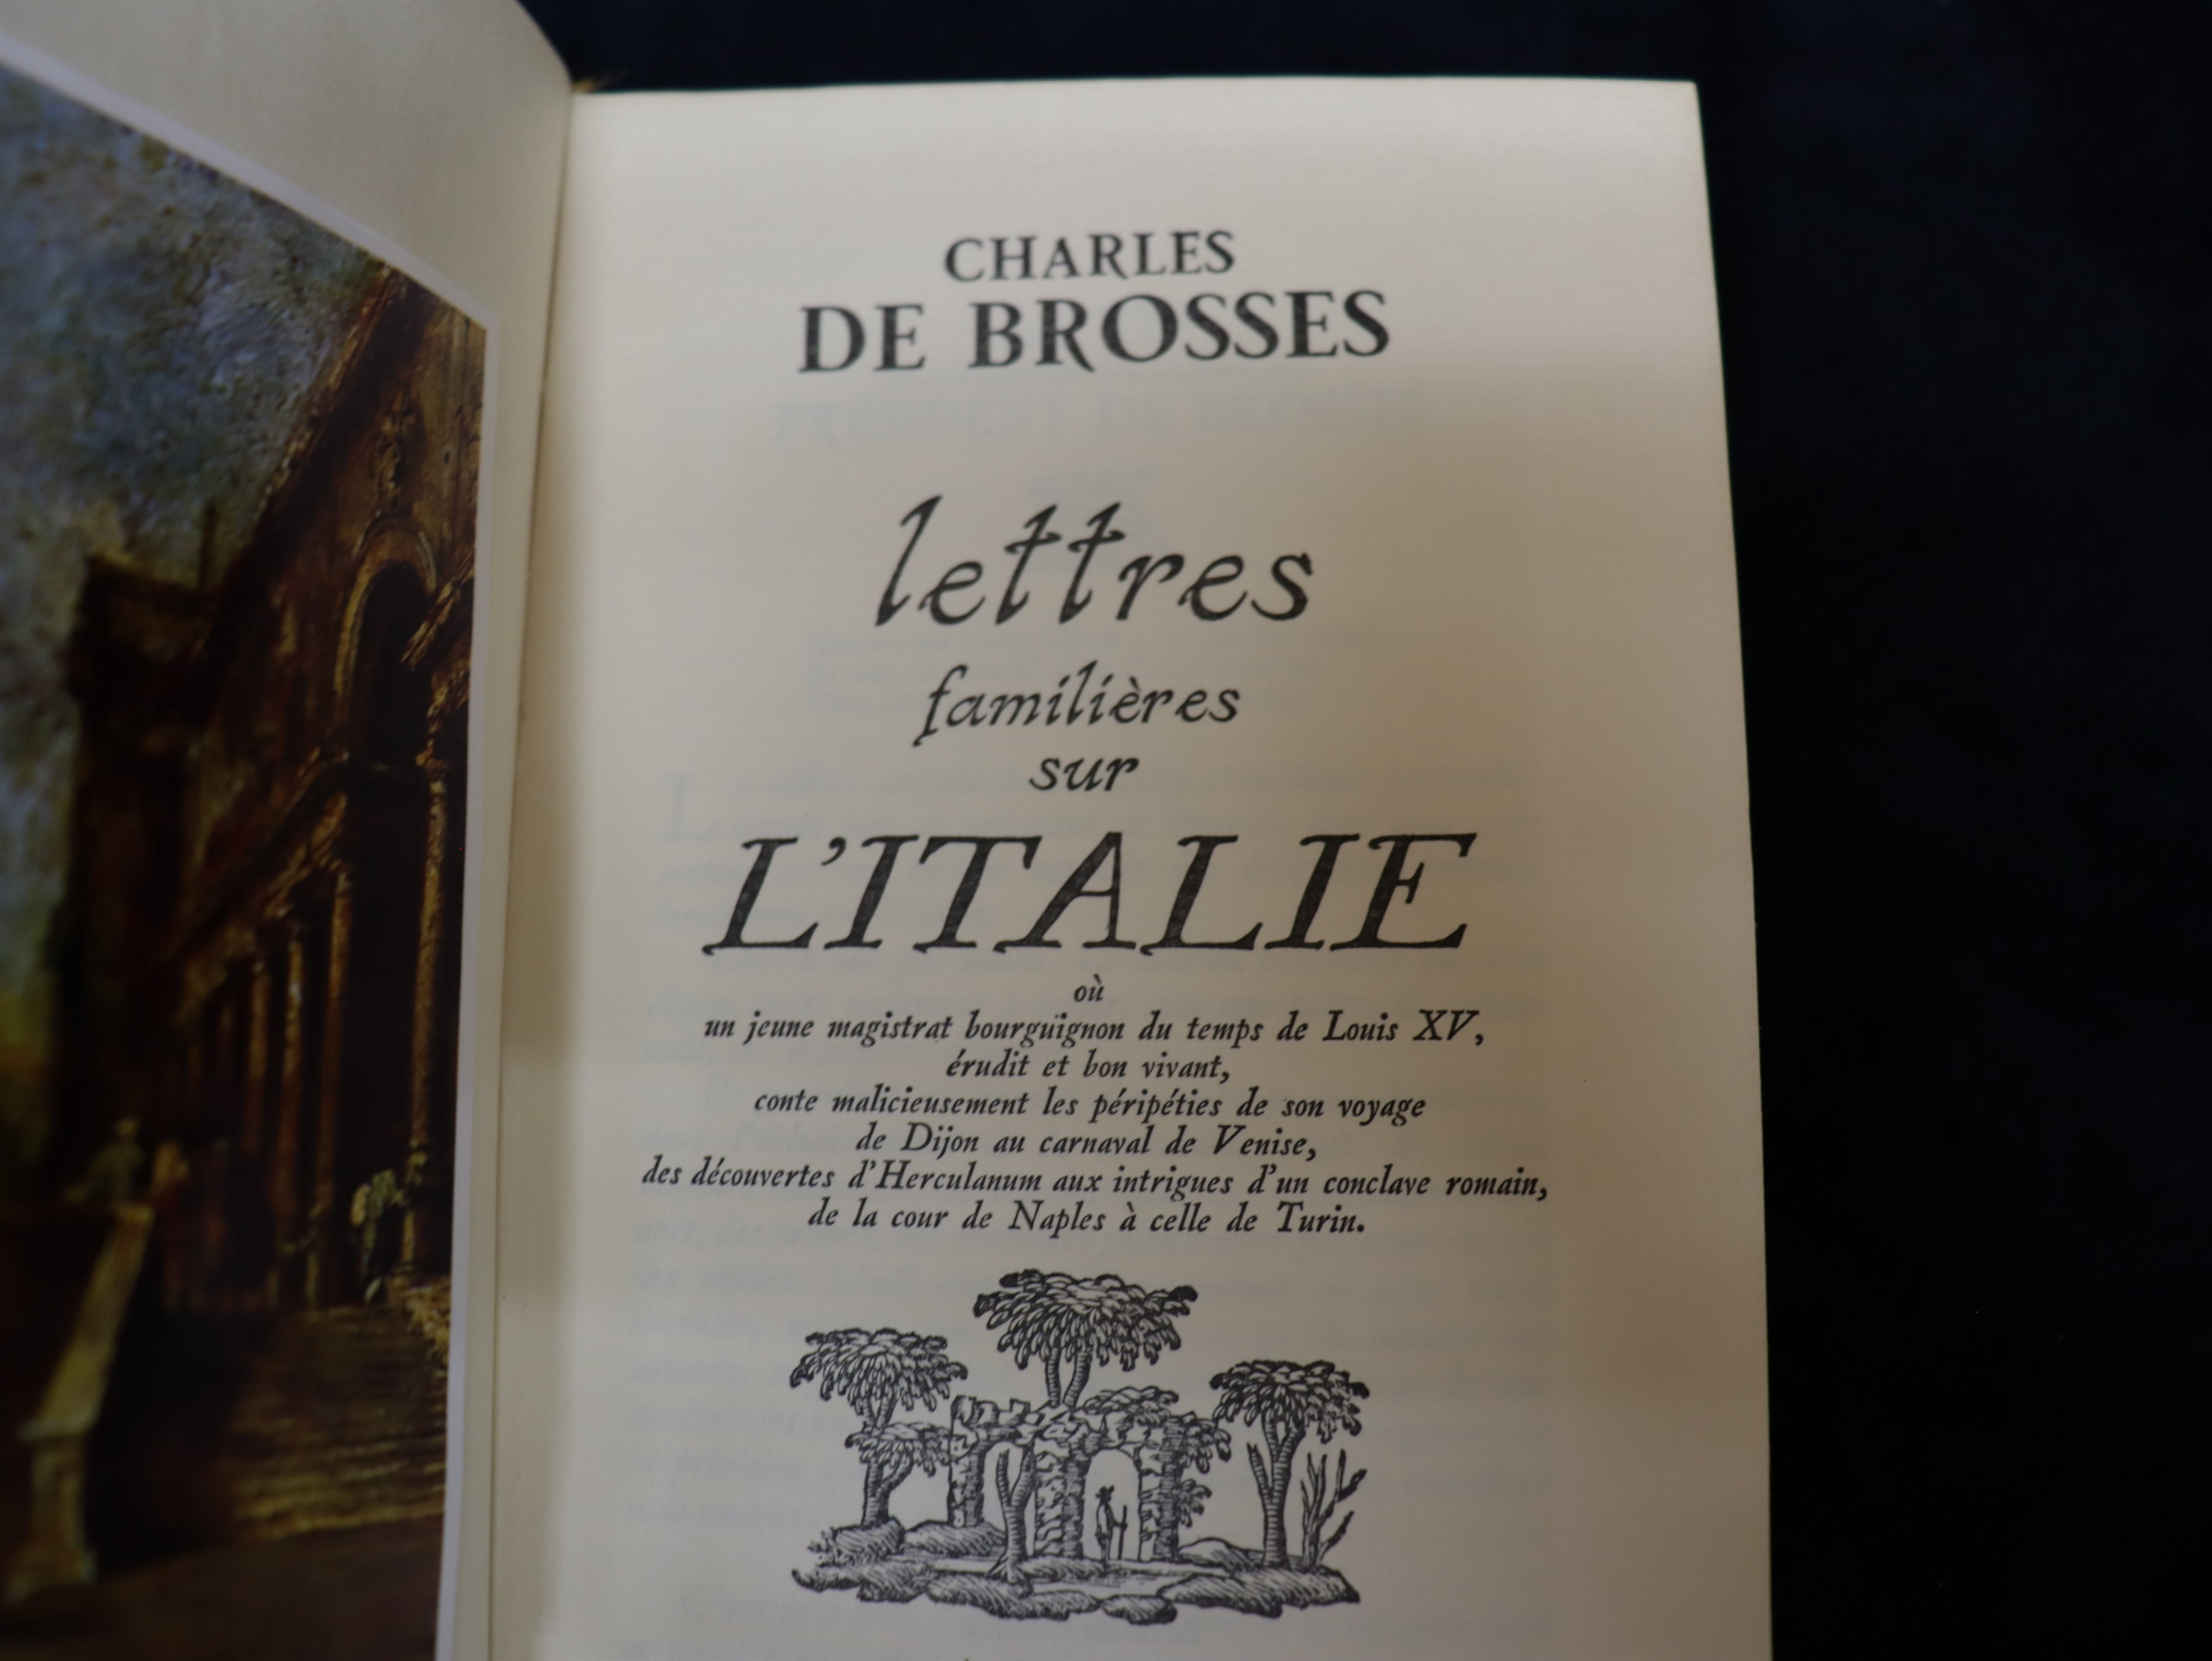 CHARLES
DE BROSSES
lettres
familières
sur
L'ITALIE
où
un jeune magistrat bourguignon du temps de Louis XV,
érudit et bon vivant,
conte malicieusement les péripéties de son voyage
de Dijon au carnaval de Venise,
des découvertes d'Herculanum aux intrigues d'un conclave romain,
de la cour de Naples à celle de Turin.